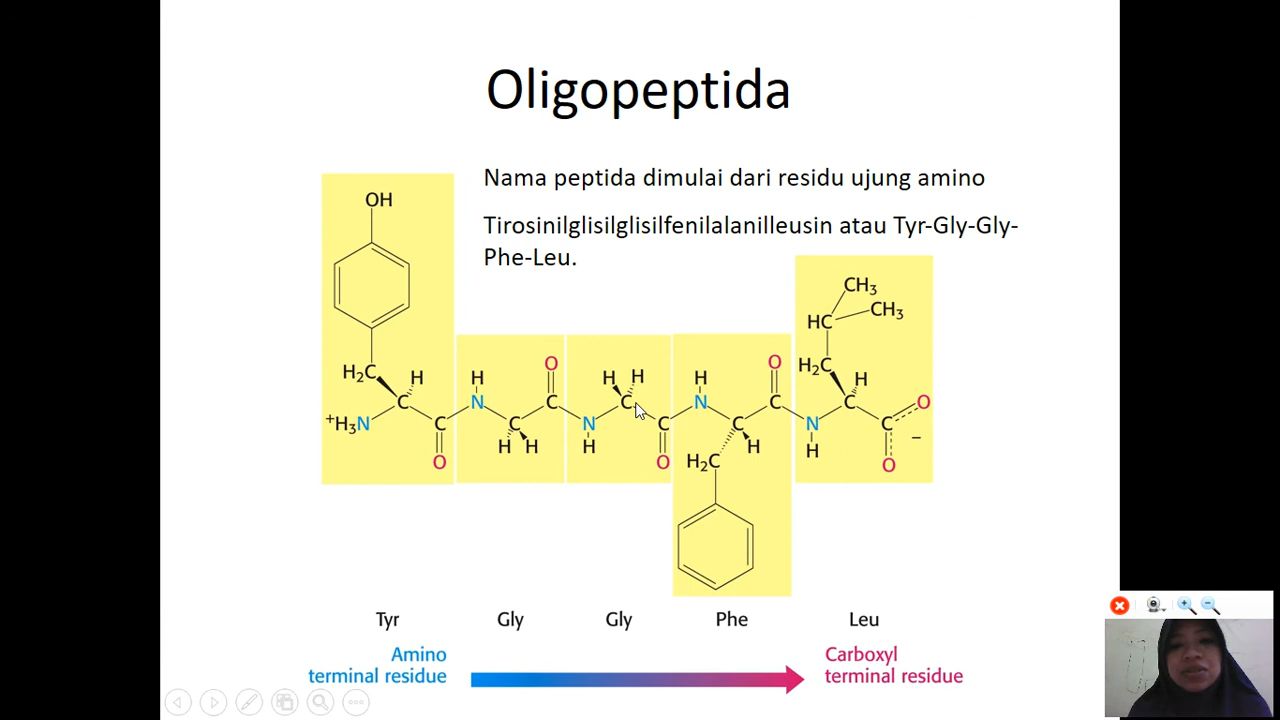 Oligopeptida
Nama peptida dimulai dari residu ujung amino
Tirosinilglisilglisilfenilalanilleusin atau Tyr-Gly-Gly-
Phe-Leu.
OH
CH3
CH3
HC
H2C
H2C
H
H
O
H
H
H
O
H
+H3N
C
C
N
C
C
N
C
C
N
C
C
N
C
C
O
–
O
H
H
H
O
H2C
H
H
O
Tyr
Gly
Gly
Phe
Leu
Amino
terminal residue
Carboxyl
terminal residue